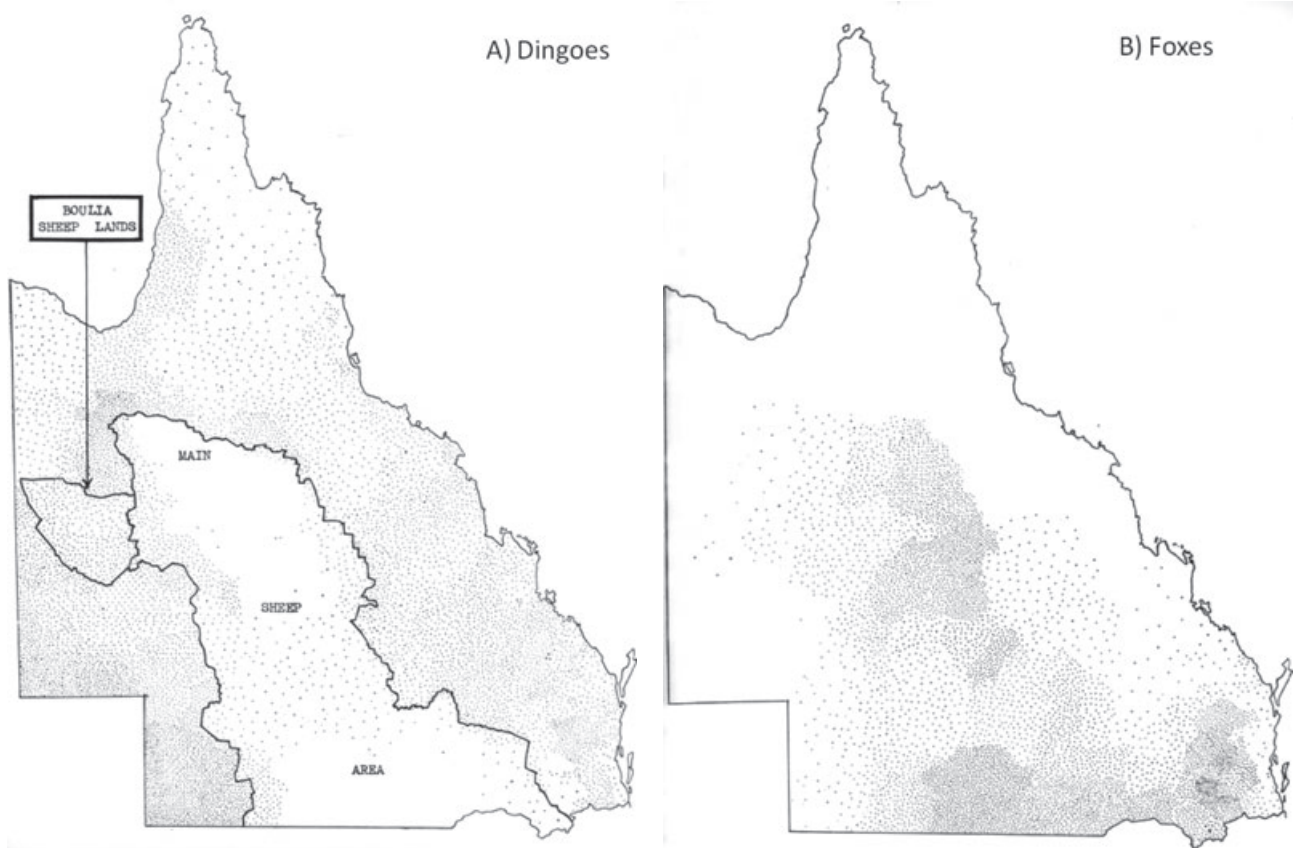 A) Dingoes
B) Foxes
BOULIA
SHEEP LANDS
MAIN
SHEEP
AREA